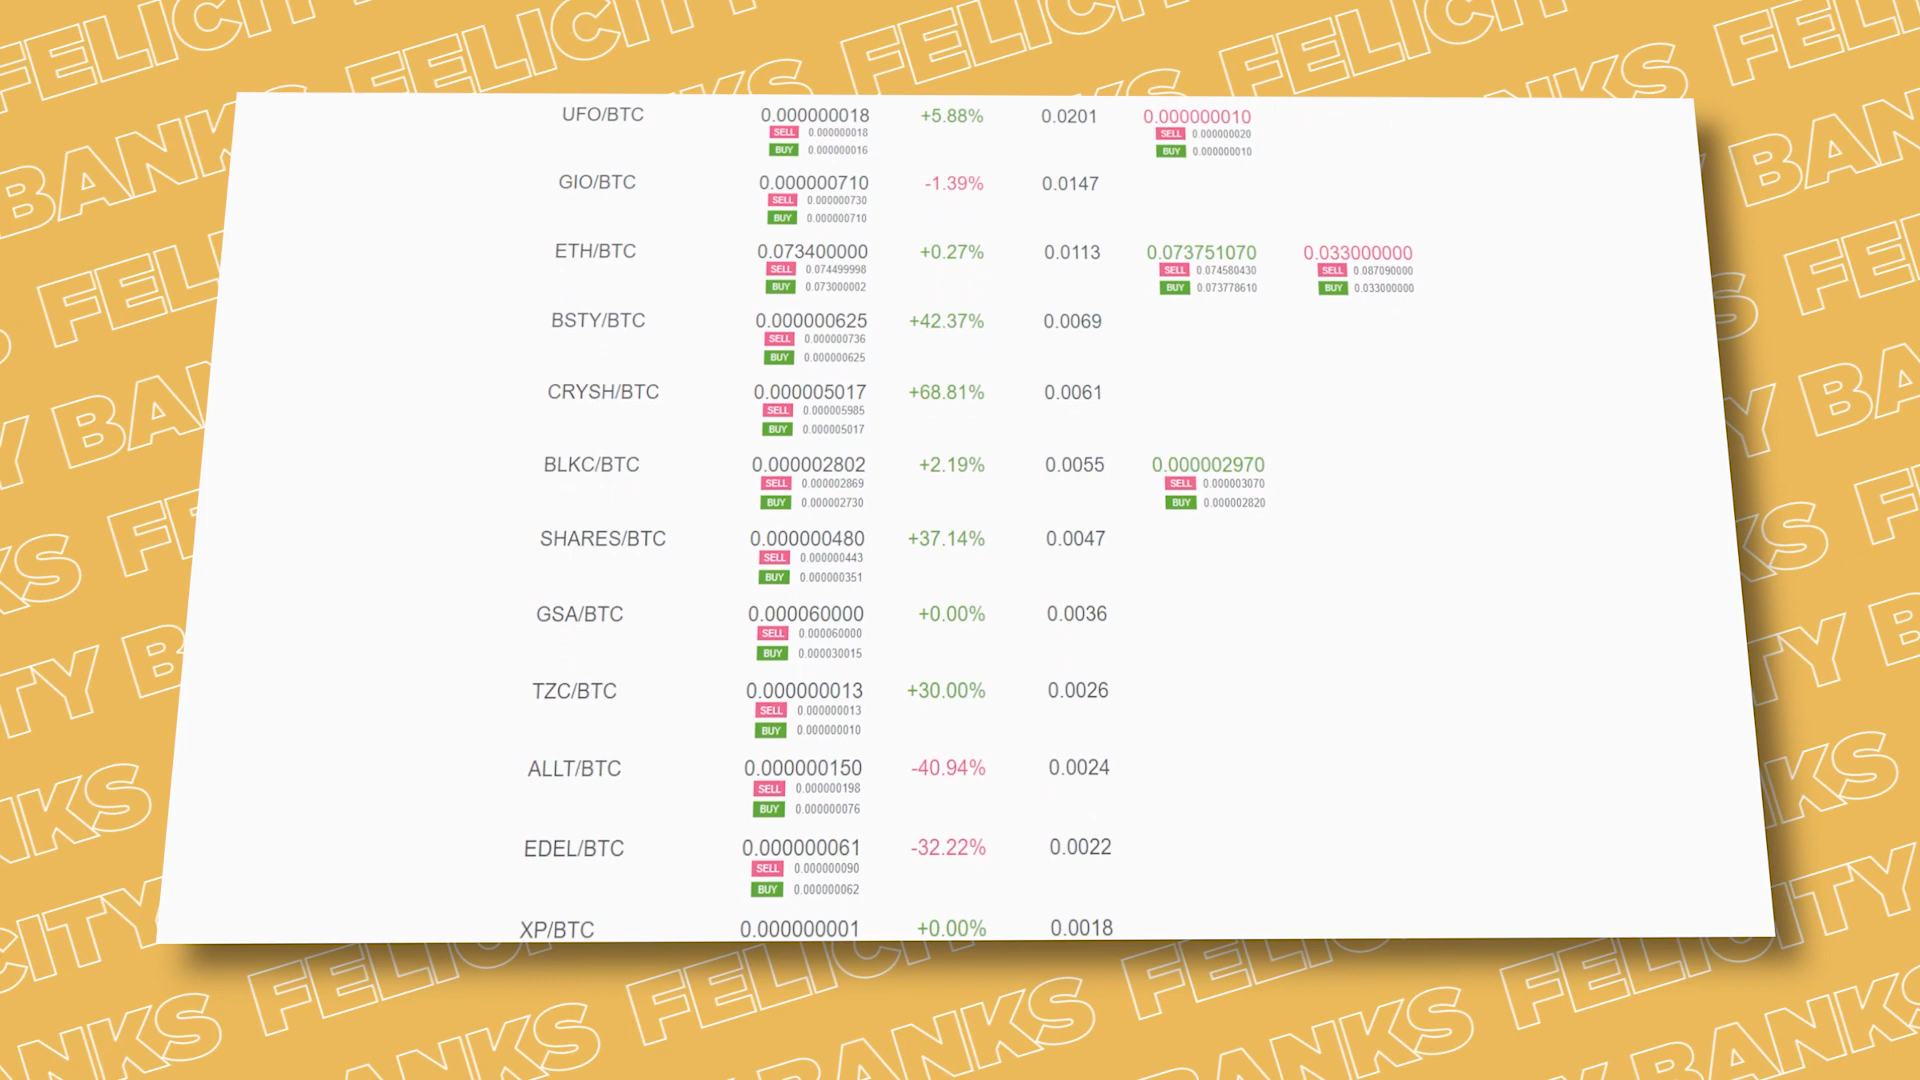 FELICITY BANKS
UFO/BTC 0.000000018 +5.88% 0.0201 0.000000010
SELL 0.000000018 SELL 0.000000020
BUY 0.000000016 BUY 0.000000010
GIO/BTC 0.000000710 -1.39% 0.0147
SELL 0.000000730
BUY 0.000000710
ETH/BTC 0.073400000 +0.27% 0.0113 0.073751070 0.033000000
SELL 0.074499998 SELL 0.074580430 SELL 0.087090000
BUY 0.073000002 BUY 0.073778610 BUY 0.033000000
BSTY/BTC 0.000000625 +42.37% 0.0069
SELL 0.000000736
BUY 0.000000625
CRYSH/BTC 0.000005017 +68.81% 0.0061
SELL 0.000005985
BUY 0.000005017
BLKC/BTC 0.000002802 +2.19% 0.0055 0.000002970
SELL 0.000002869 SELL 0.000003070
BUY 0.000002730 BUY 0.000002820
SHARES/BTC 0.000000480 +37.14% 0.0047
SELL 0.000000443
BUY 0.000000351
GSA/BTC 0.000060000 +0.00% 0.0036
SELL 0.000060000
BUY 0.000030015
TZC/BTC 0.000000013 +30.00% 0.0026
SELL 0.000000013
BUY 0.000000010
ALLT/BTC 0.000000150 -40.94% 0.0024
SELL 0.000000198
BUY 0.000000076
EDEL/BTC 0.000000061 -32.22% 0.0022
SELL 0.000000090
BUY 0.000000062
XP/BTC 0.000000001 +0.00% 0.0018